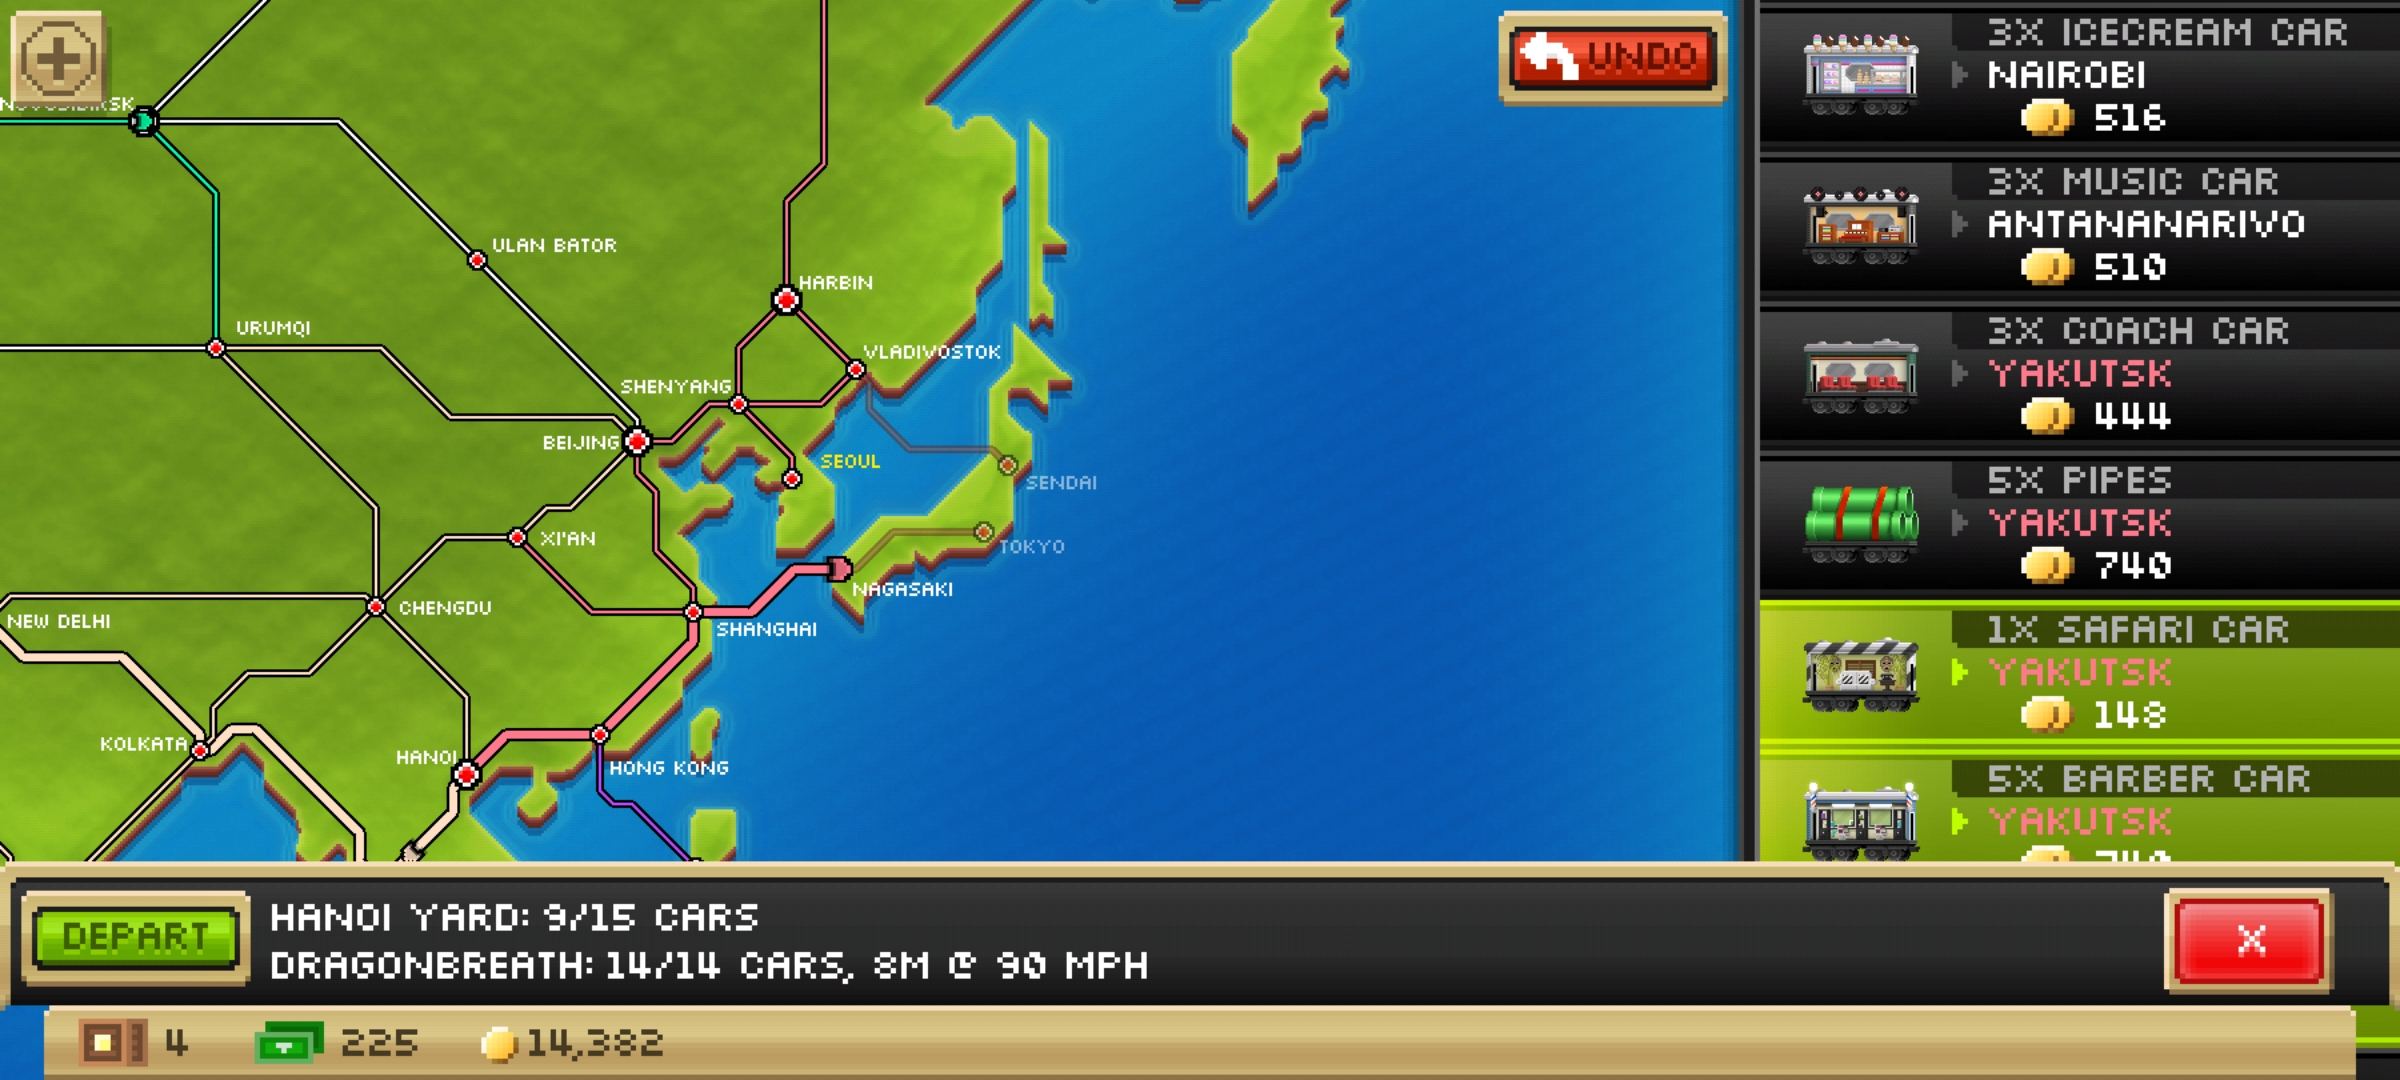 UNDO
ULAN BATOR
HARBIN
URUMQI
VLADIVOSTOK
SHENYANG
BEIJING
SEOUL
SENDAI
XI'AN
TOKYO
NAGASAKI
CHENGDU
NEW DELHI
SHANGHAI
KOLKATA
HANOI
HONG KONG
3X ICECREAM CAR
NAIROBI
516
3X MUSIC CAR
ANTANANARIVO
510
3X COACH CAR
YAKUTSK
444
5X PIPES
YAKUTSK
740
1X SAFARI CAR
YAKUTSK
148
5X BARBER CAR
YAKUTSK
DEPART
HANOI YARD: 9/15 CARS
DRAGONBREATH: 14/14 CARS, 8M @ 90 MPH
X
4
225
14,382